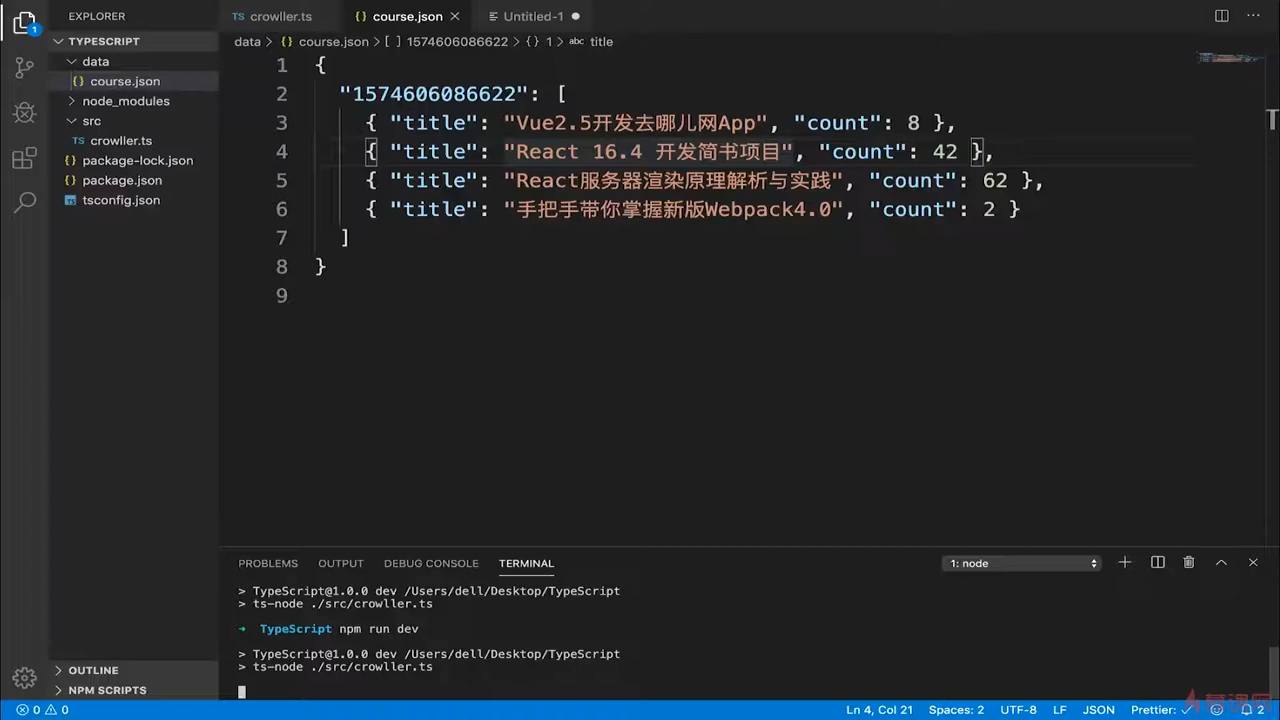 EXPLORER
TS crowller.ts
{} course.json
Untitled-1
1
TYPESCRIPT
data > {} course.json > [ ] 1574606086622 > {} 1 > abc title
data
{} course.json
node_modules
src
TS crowller.ts
package-lock.json
package.json
tsconfig.json
1 {
2 "1574606086622": [
3 { "title": "Vue2.5开发去哪儿网App", "count": 8 },
4 { "title": "React 16.4 开发简书项目", "count": 42 },
5 { "title": "React服务器渲染原理解析与实践", "count": 62 },
6 { "title": "手把手带你掌握新版Webpack4.0", "count": 2 }
7 ]
8 }
9
PROBLEMS OUTPUT DEBUG CONSOLE TERMINAL
1: node
> TypeScript@1.0.0 dev /Users/dell/Desktop/TypeScript
> ts-node ./src/crowller.ts
→ TypeScript npm run dev
> TypeScript@1.0.0 dev /Users/dell/Desktop/TypeScript
> ts-node ./src/crowller.ts
OUTLINE
NPM SCRIPTS
0 0
Ln 4, Col 21 Spaces: 2 UTF-8 LF JSON Prettier: ✓ 2
慕课网